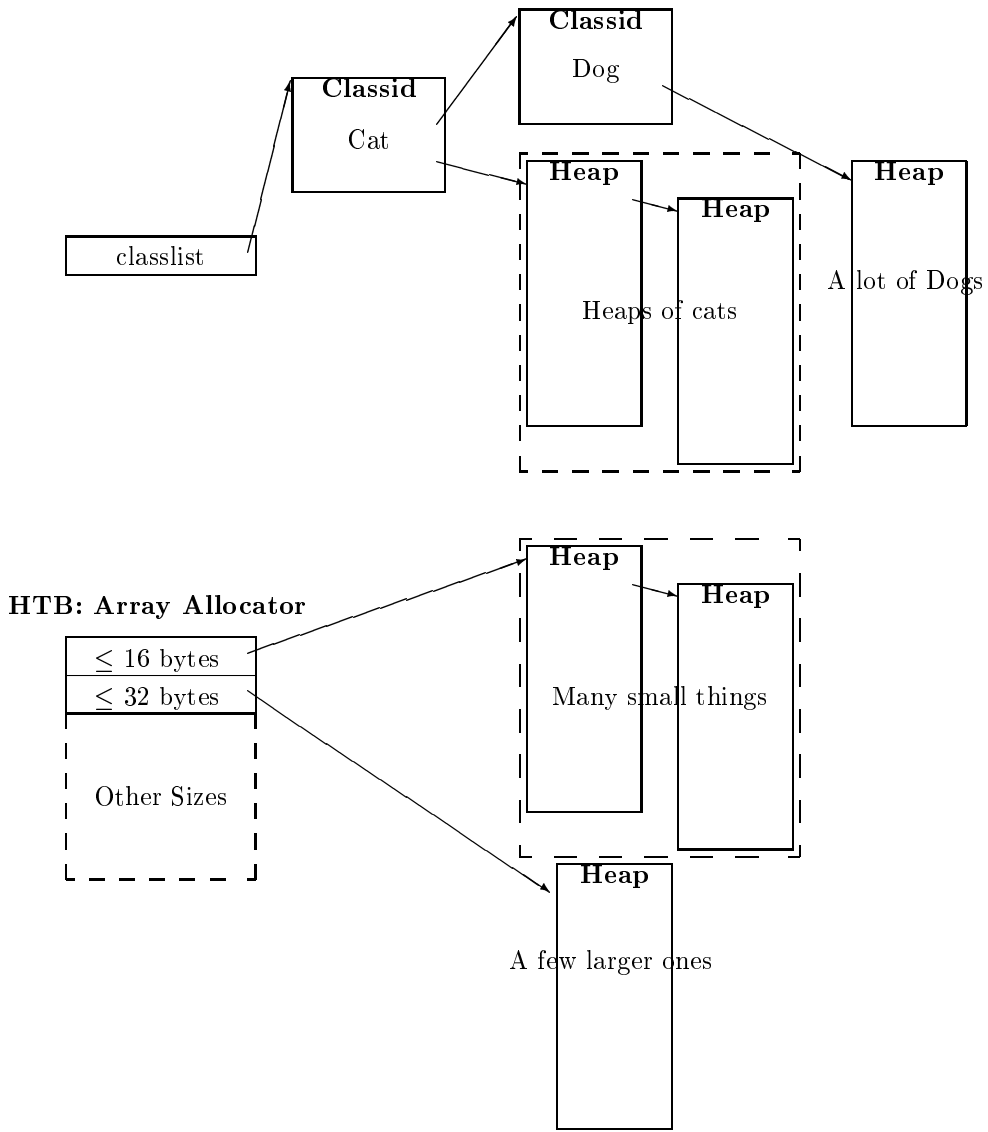 Classid
Dog
Classid
Cat
Heap
Heap
Heap
classlist
A lot of Dogs
Heaps of cats
Heap
Heap
HTB: Array Allocator
≤ 16 bytes
≤ 32 bytes
Many small things
Other Sizes
Heap
A few larger ones